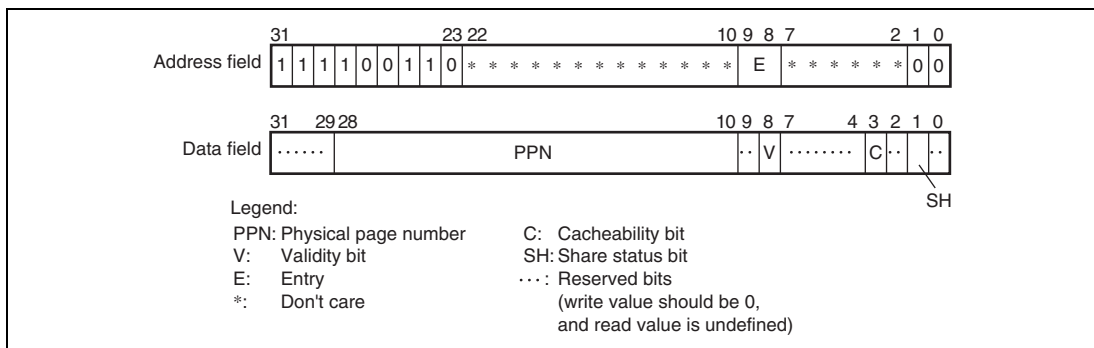 31 23 22 10 9 8 7 2 1 0
Address field 1 1 1 1 0 0 1 1 0 * * * * * * * * * * * * * E * * * * * * 0 0
31 29 28 10 9 8 7 4 3 2 1 0
Data field ······ PPN ·· V ········ C ·· ··
SH
Legend:
PPN: Physical page number C: Cacheability bit
V: Validity bit SH: Share status bit
E: Entry ···: Reserved bits
*: Don't care (write value should be 0,
and read value is undefined)